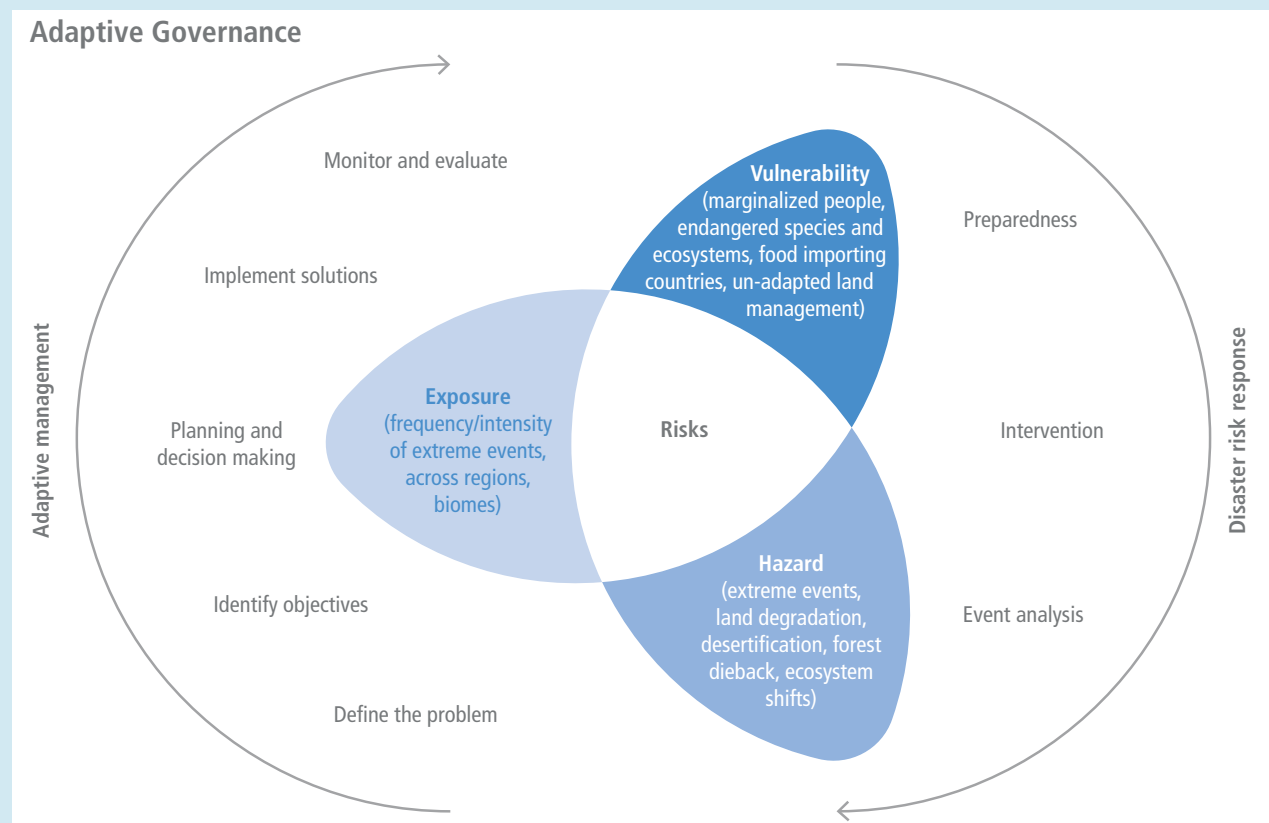 Adaptive Governance
Adaptive management
Monitor and evaluate
Implement solutions
Planning and
decision making
Identify objectives
Define the problem
Exposure
(frequency/intensity
of extreme events,
across regions,
biomes)
Risks
Vulnerability
(marginalized people,
endangered species and
ecosystems, food importing
countries, un-adapted land
management)
Hazard
(extreme events,
land degradation,
desertification, forest
dieback, ecosystem
shifts)
Preparedness
Intervention
Event analysis
Disaster risk response